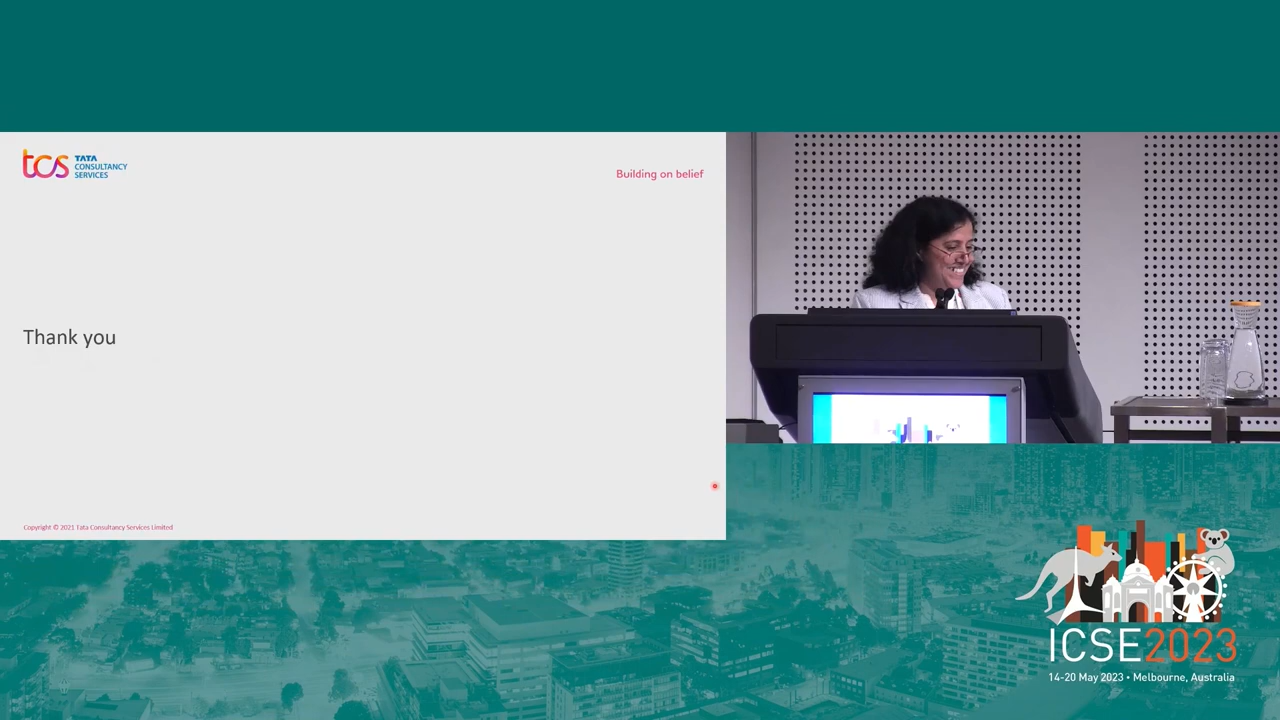 tcs TATA
CONSULTANCY
SERVICES
Building on belief
Thank you
Copyright © 2021 Tata Consultancy Services Limited
ICSE2023
14-20 May 2023 • Melbourne, Australia